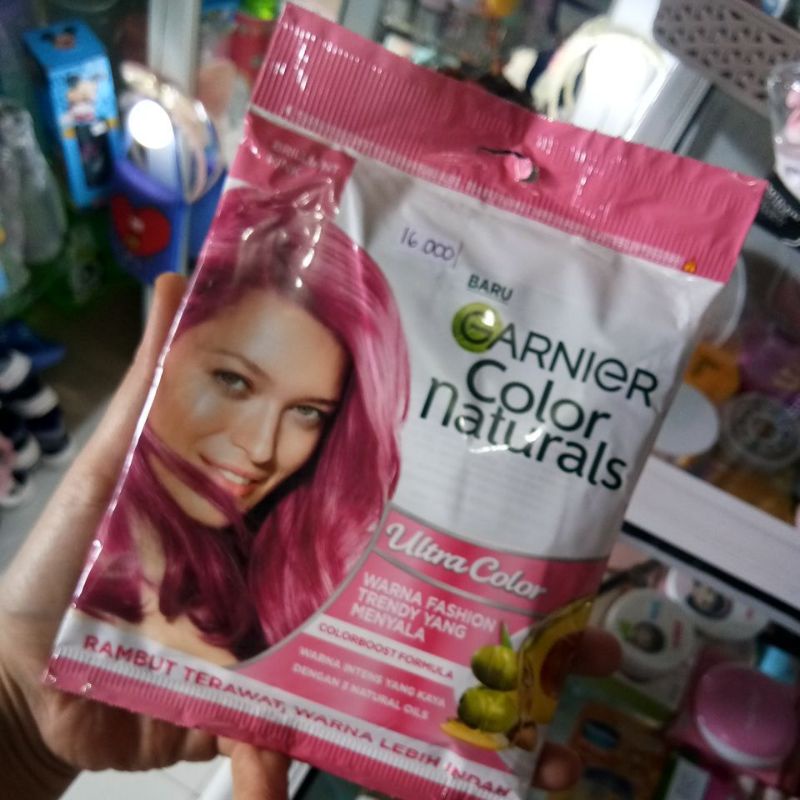 16.000
BARU
GARNIER
Color
Naturals
Ultra Color
WARNA FASHION
TRENDY YANG
MENYALA
COLORBOOST FORMULA
WARNA INTENS YANG KAYA
DENGAN 3 NATURAL OILS
RAMBUT TERAWAT, WARNA LEBIH INDAH